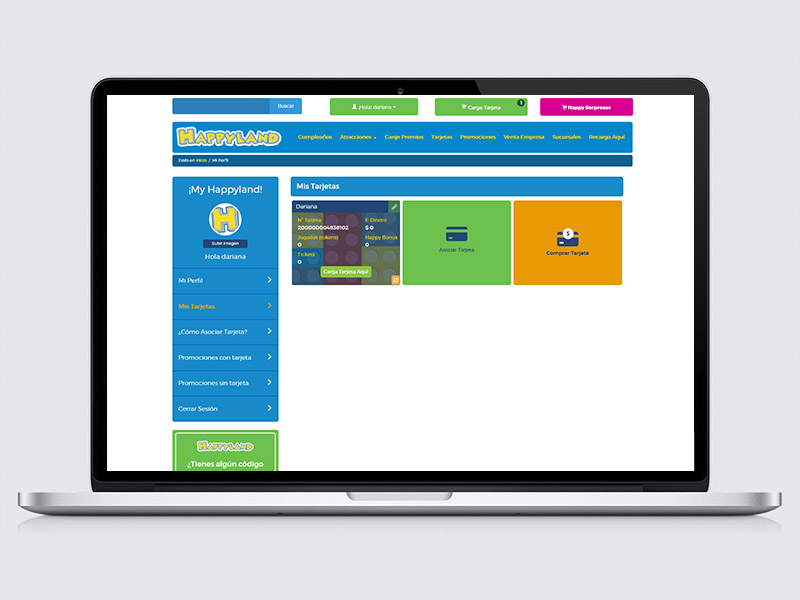 Buscar
¡Hola! dariana
Carga Tarjeta
1
Happy Sorpresas
HAPPYLAND
Cumpleaños Atracciones Canje Premios Tarjetas Promociones Venta Empresa Sucursales Recarga Aquí
Estás en: Inicio / Mi Perfil
¡My Happyland!
H
Subir Imagen
Hola dariana
Mi Perfil
Mis Tarjetas
¿Cómo Asociar Tarjeta?
Promociones con tarjeta
Promociones sin tarjeta
Cerrar Sesión
HAPPYLAND
¿Tienes algún código
Mis Tarjetas
Dariana
N° Tarjeta E-Dinero
200000004836102 $ 0
Jugadas (tokens) Happy Bonus
0 0
Tickets
0
Carga Tarjeta Aquí
Asociar Tarjeta
$
Comprar Tarjeta